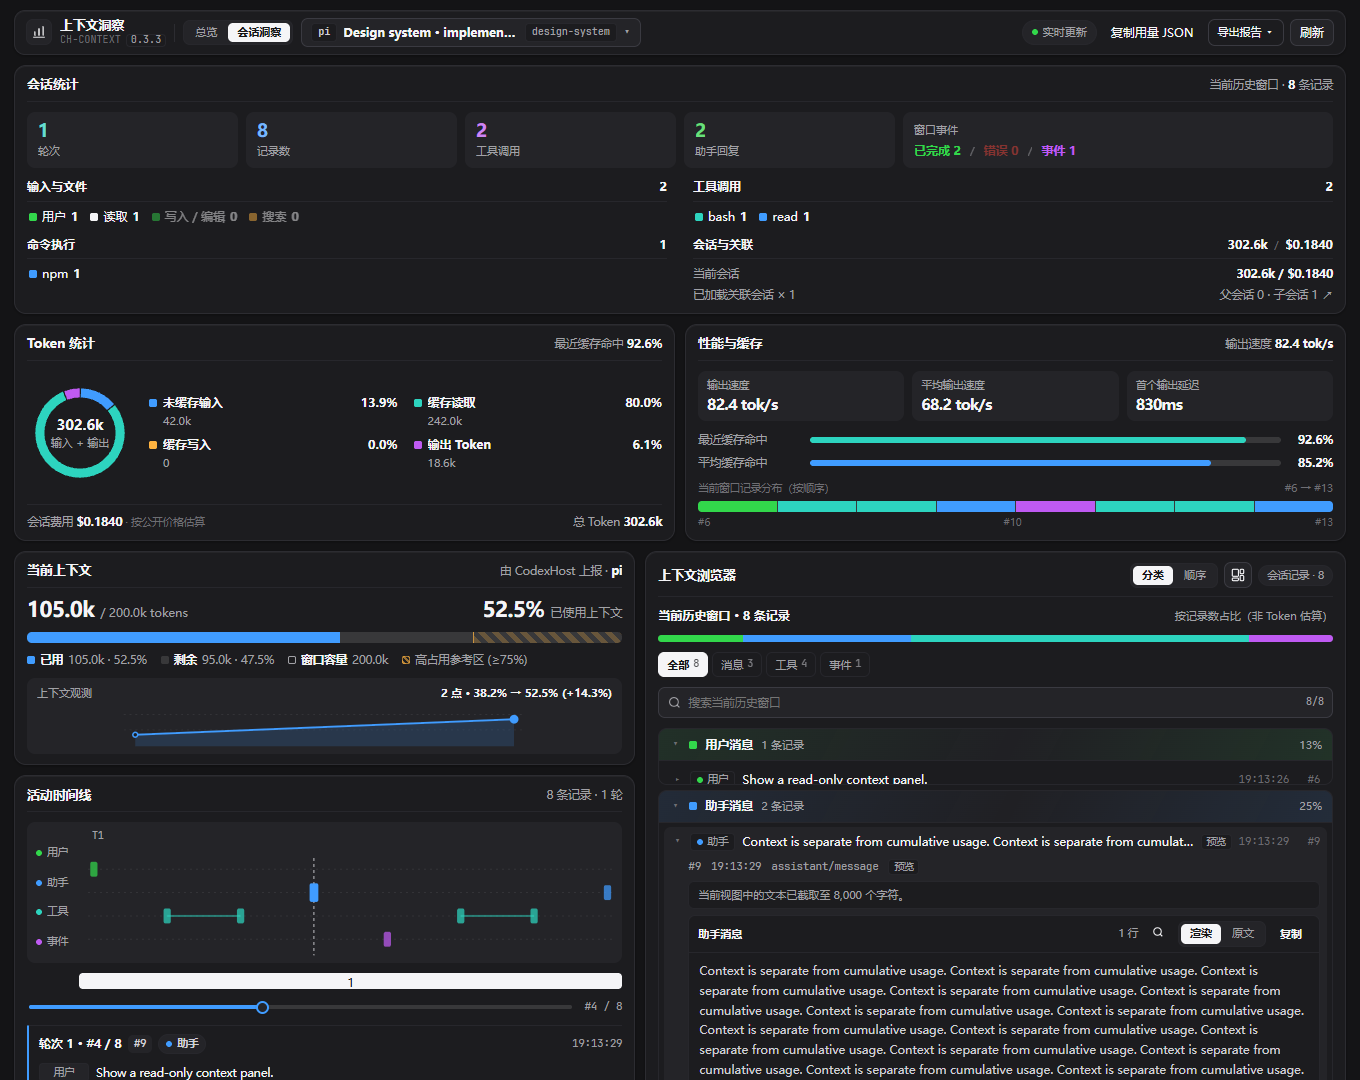 上下文洞察
CH-CONTEXT 0.3.3
总览
会话洞察
pi Design system • implemen... design-system
实时更新
复制用量 JSON
导出报告
刷新
会话统计
当前历史窗口 · 8 条记录
1
轮次
8
记录数
2
工具调用
2
助手回复
窗口事件
已完成 2 / 错误 0 / 事件 1
输入与文件 2
用户 1 读取 1 写入 / 编辑 0 搜索 0
工具调用 2
bash 1 read 1
命令执行 1
npm 1
会话与关联 302.6k / $0.1840
当前会话 302.6k / $0.1840
已加载关联会话 × 1 父会话 0 · 子会话 1 ↗
Token 统计
最近缓存命中 92.6%
302.6k
输入 + 输出
未缓存输入 13.9%
42.0k
缓存读取 80.0%
242.0k
缓存写入 0.0%
0
输出 Token 6.1%
18.6k
会话费用 $0.1840 · 按公开价格估算
总 Token 302.6k
性能与缓存
输出速度 82.4 tok/s
输出速度
82.4 tok/s
平均输出速度
68.2 tok/s
首个输出延迟
830ms
最近缓存命中 92.6%
平均缓存命中 85.2%
当前窗口记录分布（按顺序） #6 → #13
#6 #10 #13
当前上下文
由 CodexHost 上报 · pi
105.0k / 200.0k tokens
52.5% 已使用上下文
已用 105.0k · 52.5% 剩余 95.0k · 47.5% 窗口容量 200.0k 高占用参考区 (≥75%)
上下文观测 2 点 • 38.2% → 52.5% (+14.3%)
活动时间线
8 条记录 · 1 轮
T1
用户
助手
工具
事件
1
#4 / 8
轮次 1 • #4 / 8 #9 助手 19:13:29
用户 Show a read-only context panel.
上下文浏览器
分类 顺序
会话记录 · 8
当前历史窗口 • 8 条记录
按记录数占比（非 Token 估算）
全部 8 消息 3 工具 4 事件 1
搜索当前历史窗口 8/8
用户消息 1 条记录 13%
用户 Show a read-only context panel. 19:13:26 #6
助手消息 2 条记录 25%
助手 Context is separate from cumulative usage. Context is separate from cumulat... 预览 19:13:29 #9
#9 19:13:29 assistant/message 预览
当前视图中的文本已截取至 8,000 个字符。
助手消息 1 行 渲染 原文 复制
Context is separate from cumulative usage. Context is separate from cumulative usage. Context is
separate from cumulative usage. Context is separate from cumulative usage. Context is separate from
cumulative usage. Context is separate from cumulative usage. Context is separate from cumulative usage.
Context is separate from cumulative usage. Context is separate from cumulative usage. Context is
separate from cumulative usage. Context is separate from cumulative usage. Context is separate from
cumulative usage. Context is separate from cumulative usage. Context is separate from cumulative usage.